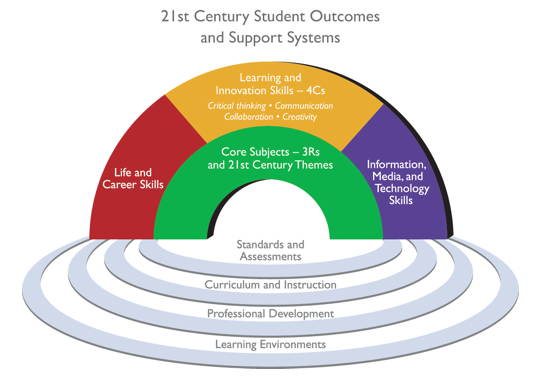 21st Century Student Outcomes
and Support Systems
Learning and
Innovation Skills – 4Cs
Critical thinking • Communication
Collaboration • Creativity
Core Subjects – 3Rs
and 21st Century Themes
Life and
Career Skills
Information,
Media, and
Technology
Skills
Standards and
Assessments
Curriculum and Instruction
Professional Development
Learning Environments